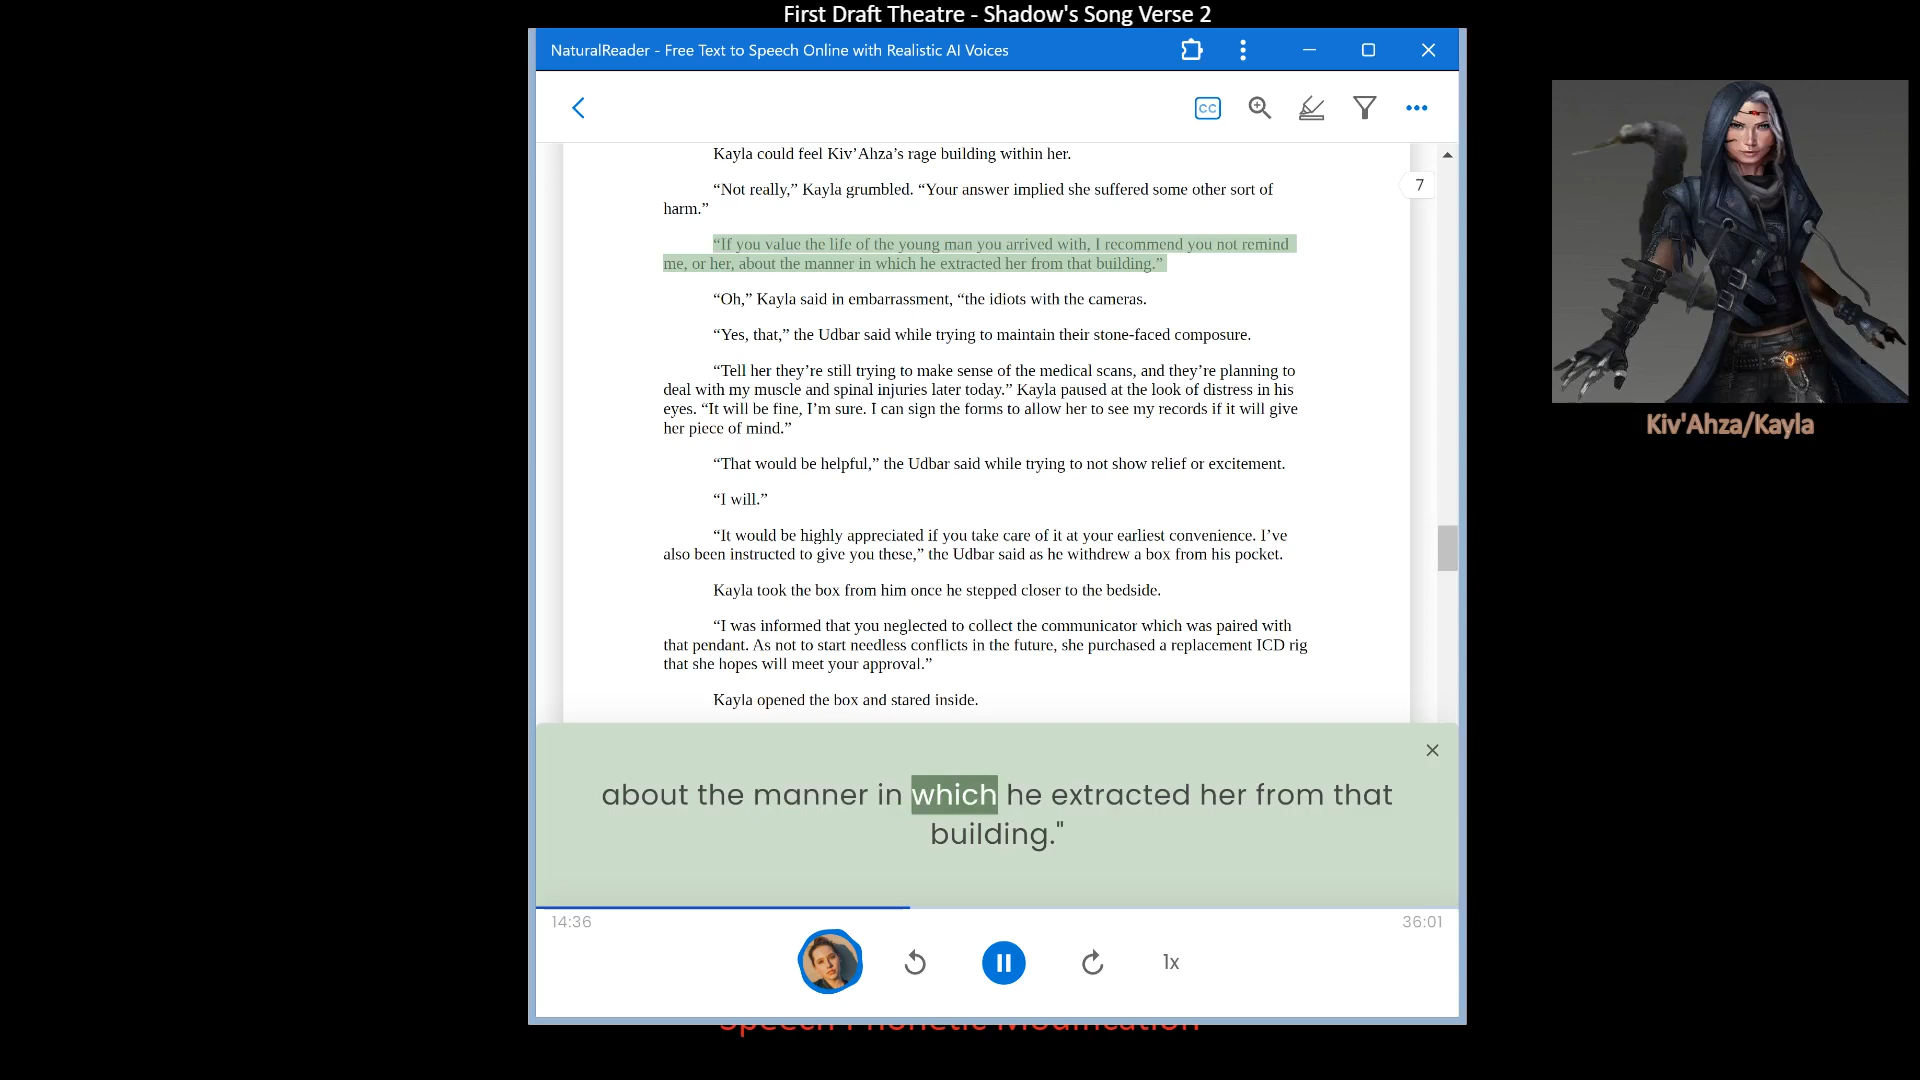 First Draft Theatre - Shadow's Song Verse 2
NaturalReader - Free Text to Speech Online with Realistic AI Voices
CC
Kayla could feel Kiv’Ahza’s rage building within her.
7
“Not really,” Kayla grumbled. “Your answer implied she suffered some other sort of
harm.”
“If you value the life of the young man you arrived with, I recommend you not remind
me, or her, about the manner in which he extracted her from that building.”
“Oh,” Kayla said in embarrassment, “the idiots with the cameras.
“Yes, that,” the Udbar said while trying to maintain their stone-faced composure.
“Tell her they’re still trying to make sense of the medical scans, and they’re planning to
deal with my muscle and spinal injuries later today.” Kayla paused at the look of distress in his
eyes. “It will be fine, I’m sure. I can sign the forms to allow her to see my records if it will give
her piece of mind.”
“That would be helpful,” the Udbar said while trying to not show relief or excitement.
“I will.”
“It would be highly appreciated if you take care of it at your earliest convenience. I’ve
also been instructed to give you these,” the Udbar said as he withdrew a box from his pocket.
Kayla took the box from him once he stepped closer to the bedside.
“I was informed that you neglected to collect the communicator which was paired with
that pendant. As not to start needless conflicts in the future, she purchased a replacement ICD rig
that she hopes will meet your approval.”
Kayla opened the box and stared inside.
about the manner in which he extracted her from that
building."
14:36
36:01
1x
Speech Phonetic Modification
Kiv'Ahza/Kayla